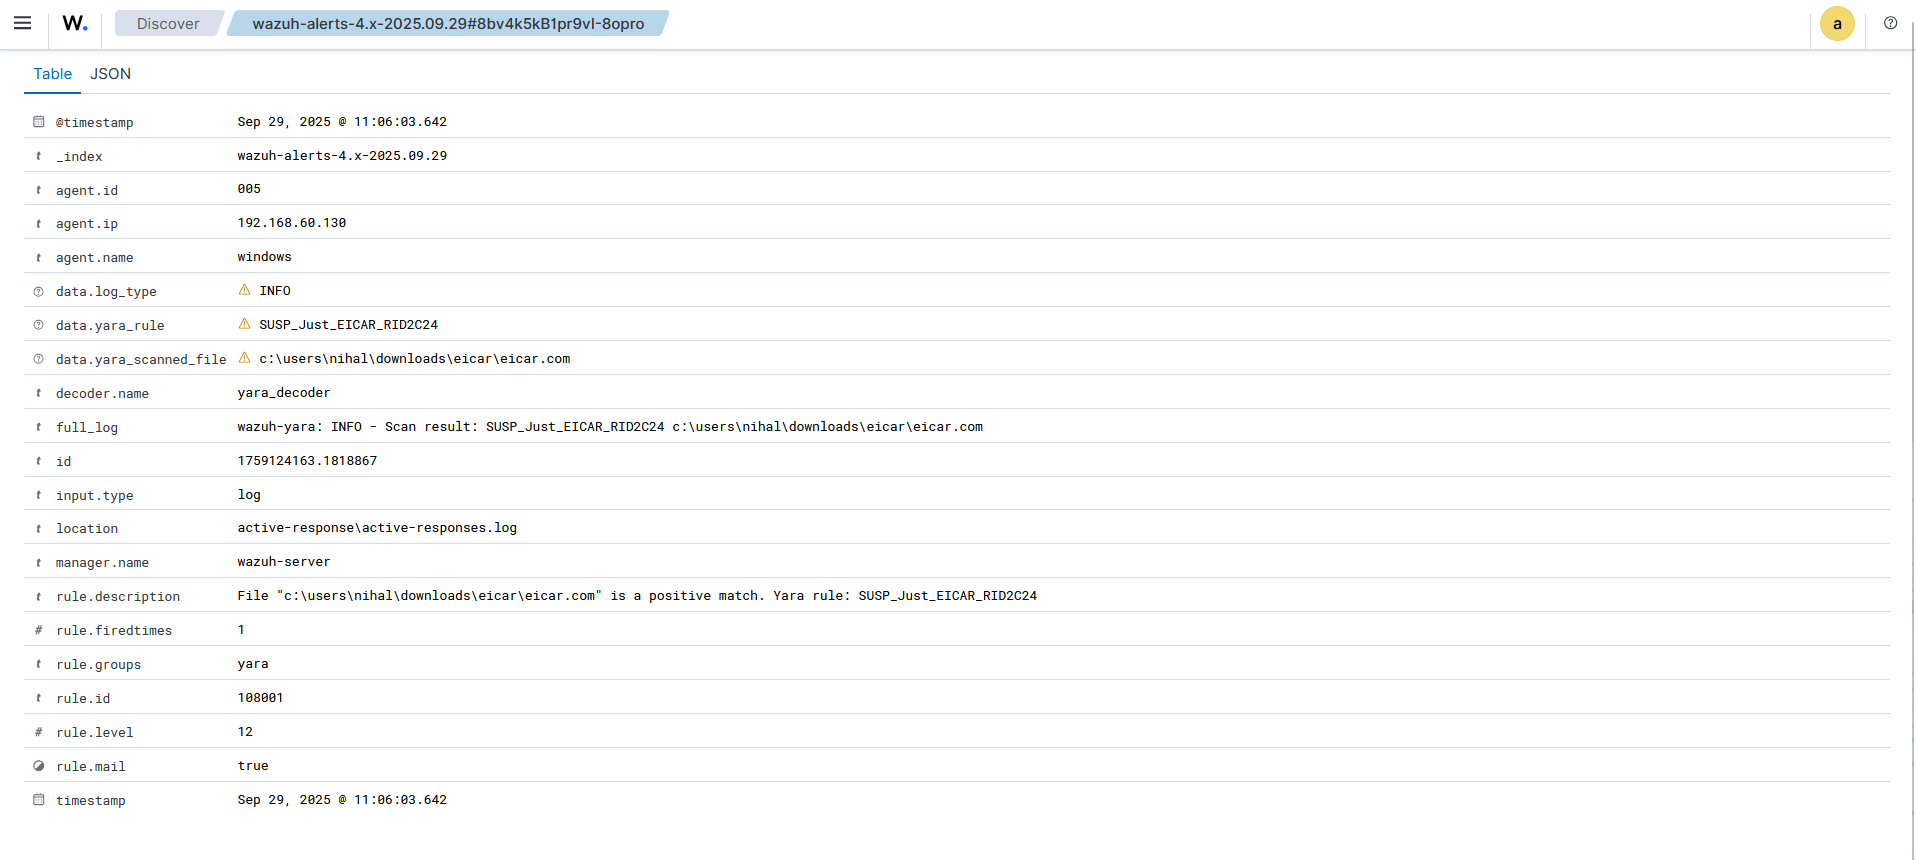 W. Discover wazuh-alerts-4.x-2025.09.29#8bv4k5kB1pr9vI-8opro a
Table JSON
@timestamp Sep 29, 2025 @ 11:06:03.642
t _index wazuh-alerts-4.x-2025.09.29
t agent.id 005
t agent.ip 192.168.60.130
t agent.name windows
data.log_type INFO
data.yara_rule SUSP_Just_EICAR_RID2C24
data.yara_scanned_file c:\users\nihal\downloads\eicar\eicar.com
t decoder.name yara_decoder
t full_log wazuh-yara: INFO - Scan result: SUSP_Just_EICAR_RID2C24 c:\users\nihal\downloads\eicar\eicar.com
t id 1759124163.1818867
t input.type log
t location active-response\active-responses.log
t manager.name wazuh-server
t rule.description File "c:\users\nihal\downloads\eicar\eicar.com" is a positive match. Yara rule: SUSP_Just_EICAR_RID2C24
# rule.firedtimes 1
t rule.groups yara
t rule.id 108001
# rule.level 12
rule.mail true
timestamp Sep 29, 2025 @ 11:06:03.642